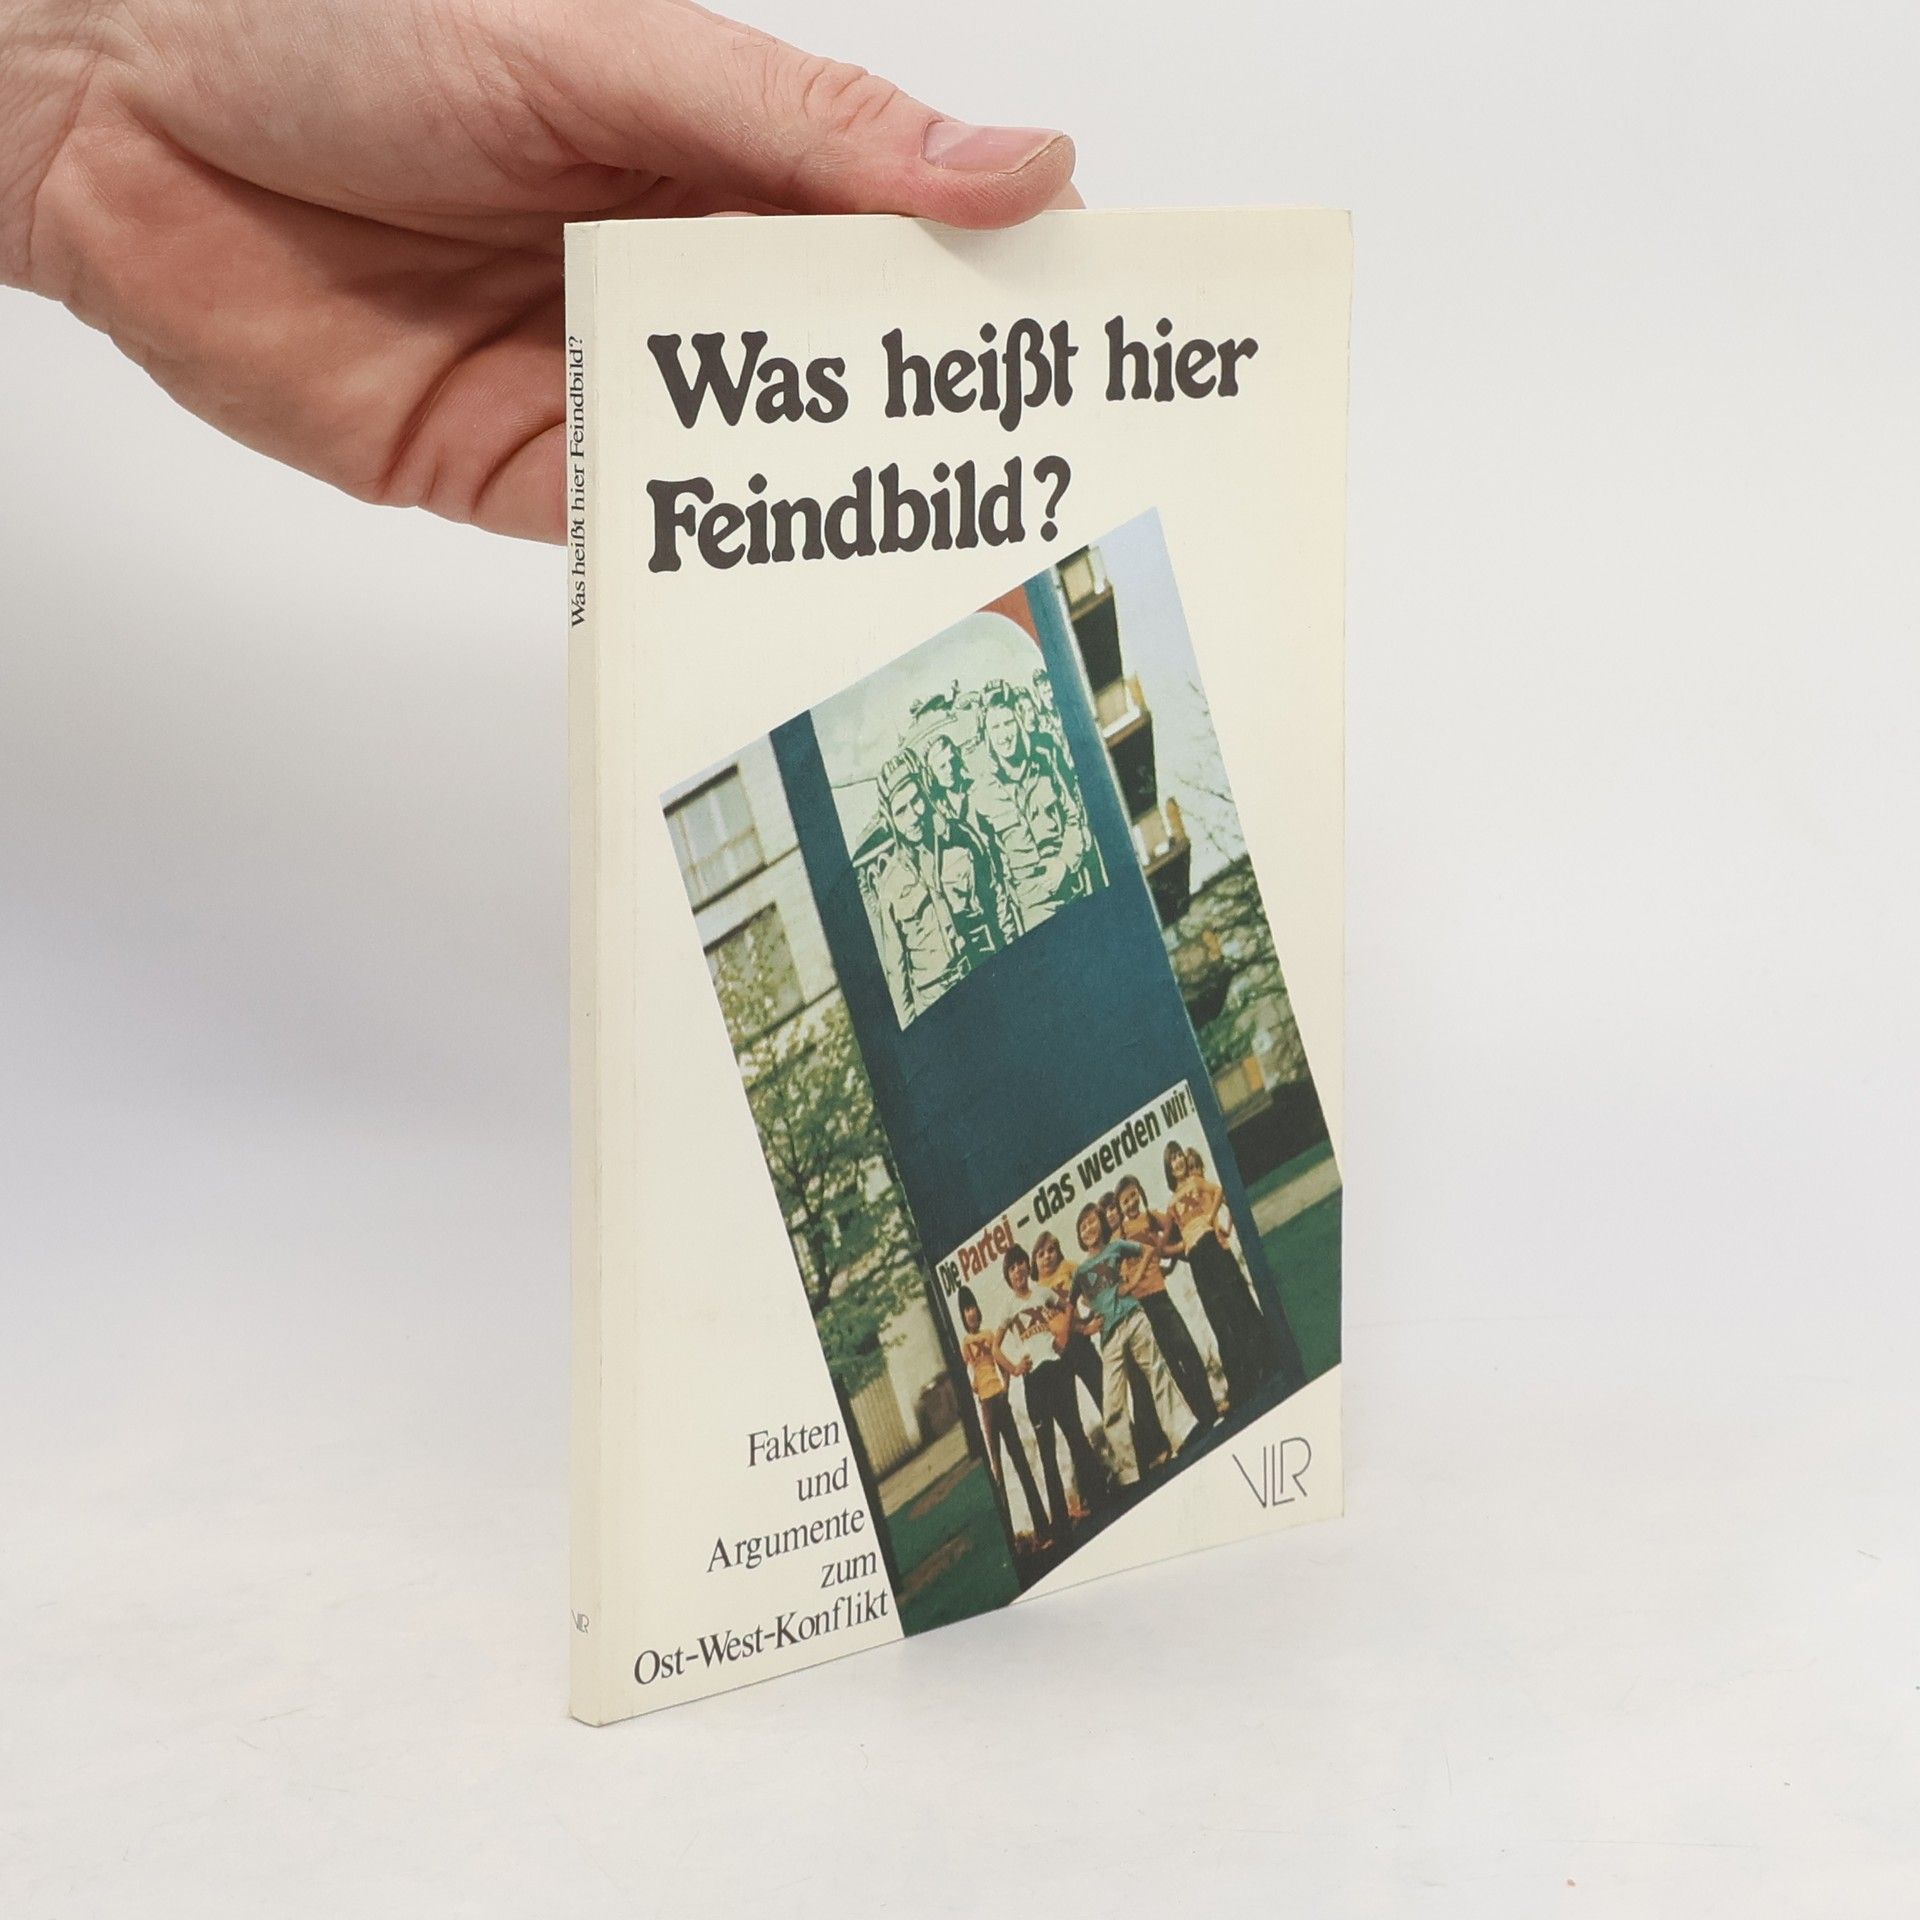 Was heißt hier
Feindbild?
Die Partei – das werden wir!
Fakten
und
Argumente
zum
Ost-West-Konflikt
VLR
Was heißt hier Feindbild?
VLR